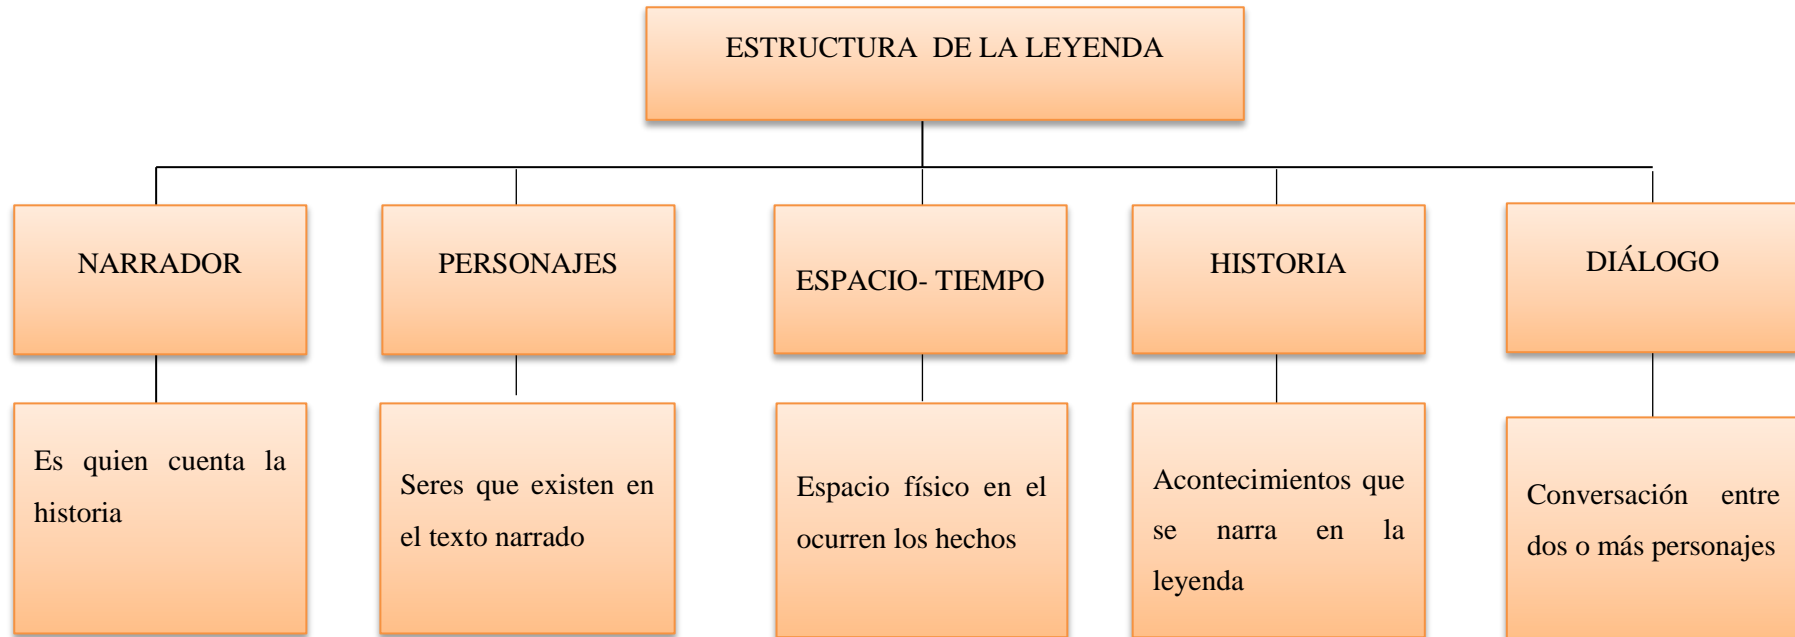 ESTRUCTURA DE LA LEYENDA
NARRADOR
PERSONAJES
ESPACIO- TIEMPO
HISTORIA
DIÁLOGO
Es quien cuenta la
historia
Seres que existen en
el texto narrado
Espacio físico en el
ocurren los hechos
Acontecimientos que
se narra en la
leyenda
Conversación entre
dos o más personajes